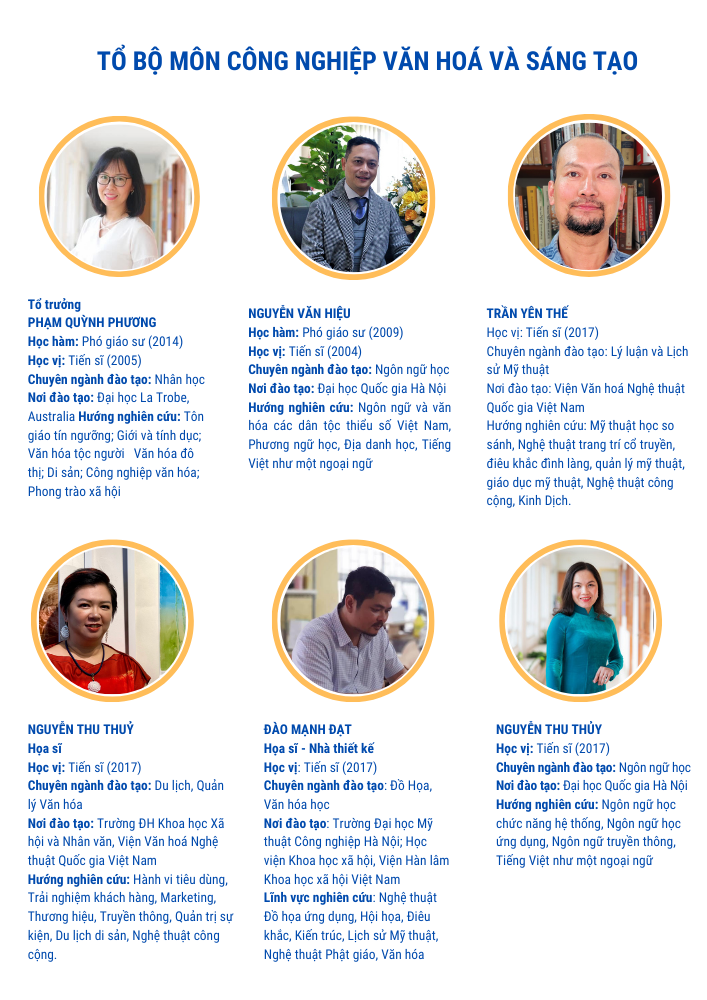 TỔ BỘ MÔN CÔNG NGHIỆP VĂN HOÁ VÀ SÁNG TẠO
Tổ trưởng
PHẠM QUỲNH PHƯƠNG
Học hàm: Phó giáo sư (2014)
Học vị: Tiến sĩ (2005)
Chuyên ngành đào tạo: Nhân học
Nơi đào tạo: Đại học La Trobe,
Australia Hướng nghiên cứu: Tôn
giáo tín ngưỡng; Giới và tính dục;
Văn hóa tộc người Văn hóa đô
thị; Di sản; Công nghiệp văn hóa;
Phong trào xã hội
NGUYỄN VĂN HIỆU
Học hàm: Phó giáo sư (2009)
Học vị: Tiến sĩ (2004)
Chuyên ngành đào tạo: Ngôn ngữ học
Nơi đào tạo: Đại học Quốc gia Hà Nội
Hướng nghiên cứu: Ngôn ngữ và văn
hóa các dân tộc thiểu số Việt Nam,
Phương ngữ học, Địa danh học, Tiếng
Việt như một ngoại ngữ
TRẦN YÊN THẾ
Học vị: Tiến sĩ (2017)
Chuyên ngành đào tạo: Lý luận và Lịch
sử Mỹ thuật
Nơi đào tạo: Viện Văn hoá Nghệ thuật
Quốc gia Việt Nam
Hướng nghiên cứu: Mỹ thuật học so
sánh, Nghệ thuật trang trí cổ truyền,
điêu khắc đình làng, quản lý mỹ thuật,
giáo dục mỹ thuật, Nghệ thuật công
cộng, Kinh Dịch.
NGUYỄN THU THUỶ
Họa sĩ
Học vị: Tiến sĩ (2017)
Chuyên ngành đào tạo: Du lịch, Quản
lý Văn hóa
Nơi đào tạo: Trường ĐH Khoa học Xã
hội và Nhân văn, Viện Văn hoá Nghệ
thuật Quốc gia Việt Nam
Hướng nghiên cứu: Hành vi tiêu dùng,
Trải nghiệm khách hàng, Marketing,
Thương hiệu, Truyền thông, Quản trị sự
kiện, Du lịch di sản, Nghệ thuật công
cộng.
ĐÀO MẠNH ĐẠT
Họa sĩ - Nhà thiết kế
Học vị: Tiến sĩ (2017)
Chuyên ngành đào tạo: Đồ Họa,
Văn hóa học
Nơi đào tạo: Trường Đại học Mỹ
thuật Công nghiệp Hà Nội; Học
viện Khoa học xã hội, Viện Hàn lâm
Khoa học xã hội Việt Nam
Lĩnh vực nghiên cứu: Nghệ thuật
Đồ họa ứng dụng, Hội họa, Điêu
khắc, Kiến trúc, Lịch sử Mỹ thuật,
Nghệ thuật Phật giáo, Văn hóa
NGUYỄN THU THỦY
Học vị: Tiến sĩ (2017)
Chuyên ngành đào tạo: Ngôn ngữ học
Nơi đào tạo: Đại học Quốc gia Hà Nội
Hướng nghiên cứu: Ngôn ngữ học
chức năng hệ thống, Ngôn ngữ học
ứng dụng, Ngôn ngữ truyền thông,
Tiếng Việt như một ngoại ngữ